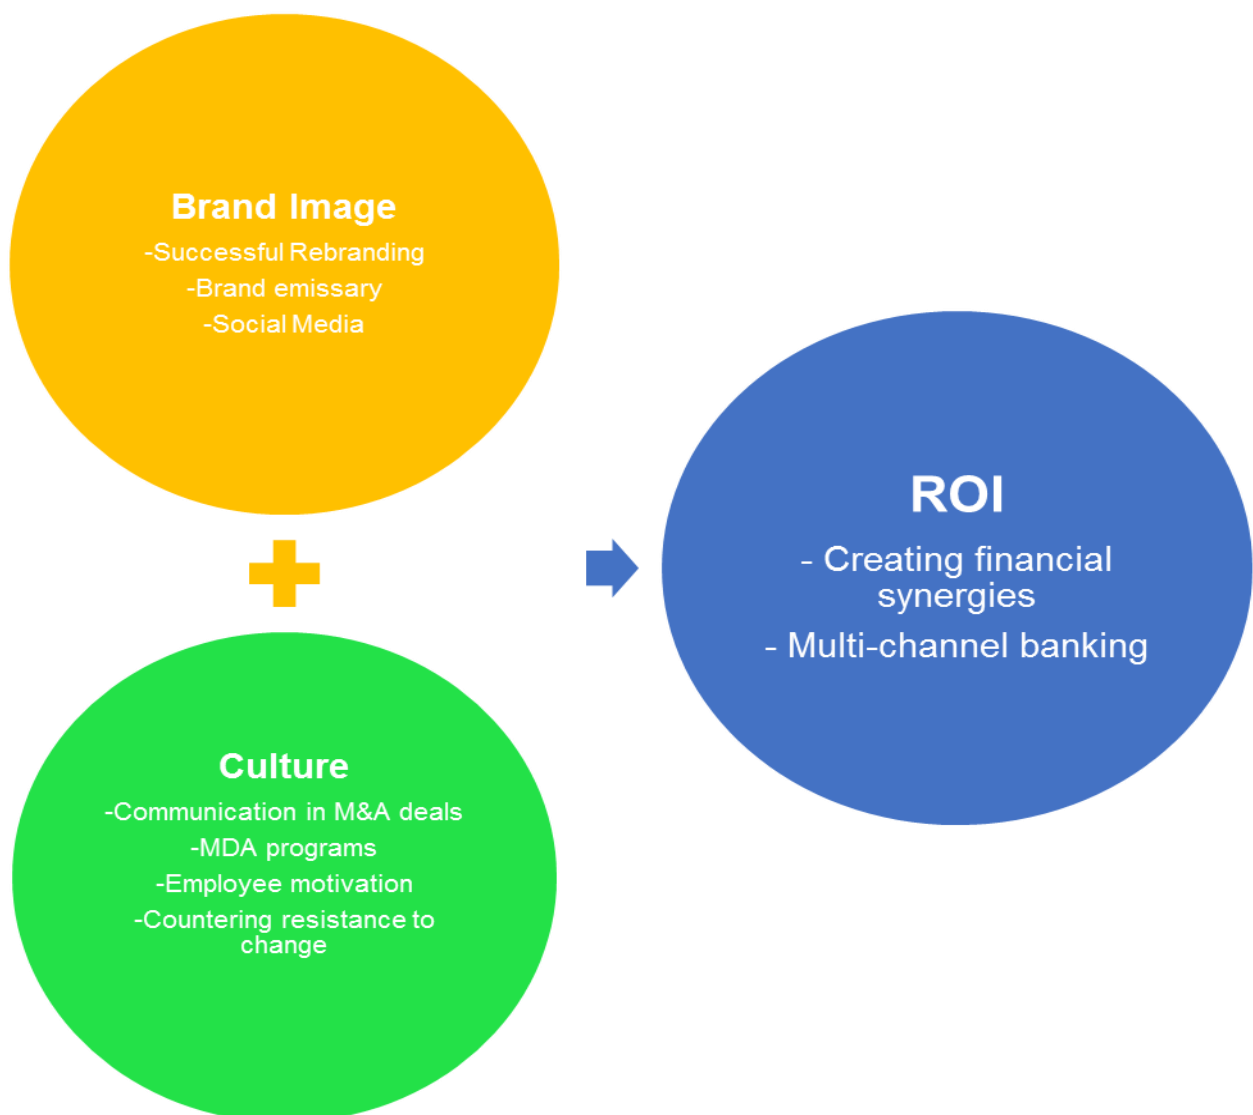 Brand Image
-Successful Rebranding
-Brand emissary
-Social Media
Culture
-Communication in M&A deals
-MDA programs
-Employee motivation
-Countering resistance to
change
ROI
- Creating financial
synergies
- Multi-channel banking